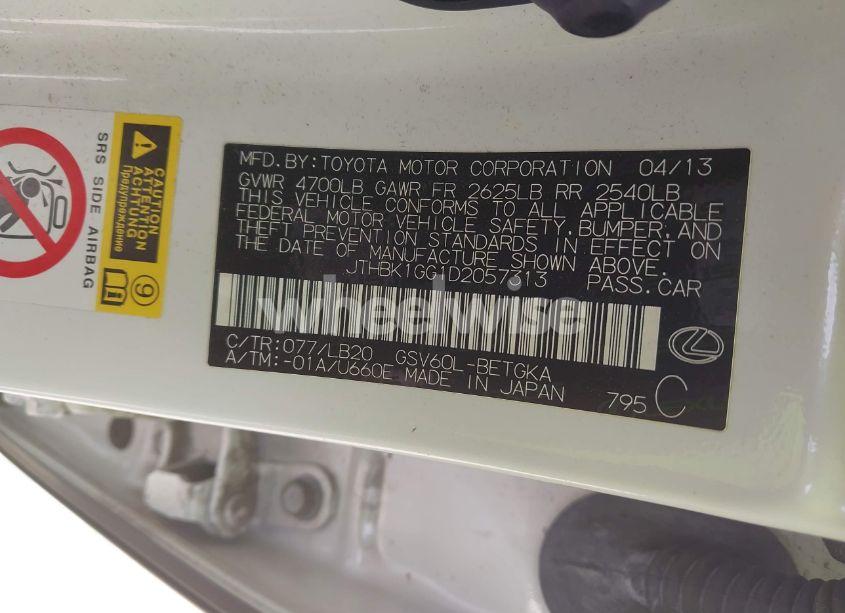 SRS SIDE AIRBAG
CAUTION
ATTENTION
ACHTUNG
Предупреждение
9
MFD.BY:TOYOTA MOTOR CORPORATION 04/13
GVWR 4700LB GAWR FR 2625LB RR 2540LB
THIS VEHICLE CONFORMS TO ALL APPLICABLE
FEDERAL MOTOR VEHICLE SAFETY,BUMPER,AND
THEFT PREVENTION STANDARDS IN EFFECT ON
THE DATE OF MANUFACTURE SHOWN ABOVE.
JTHBK1GG1D2057313 PASS.CAR
wheelwise
C/TR:077/LB20 GSV60L-BETGKA
A/TM:-01A/U660E MADE IN JAPAN 795 C